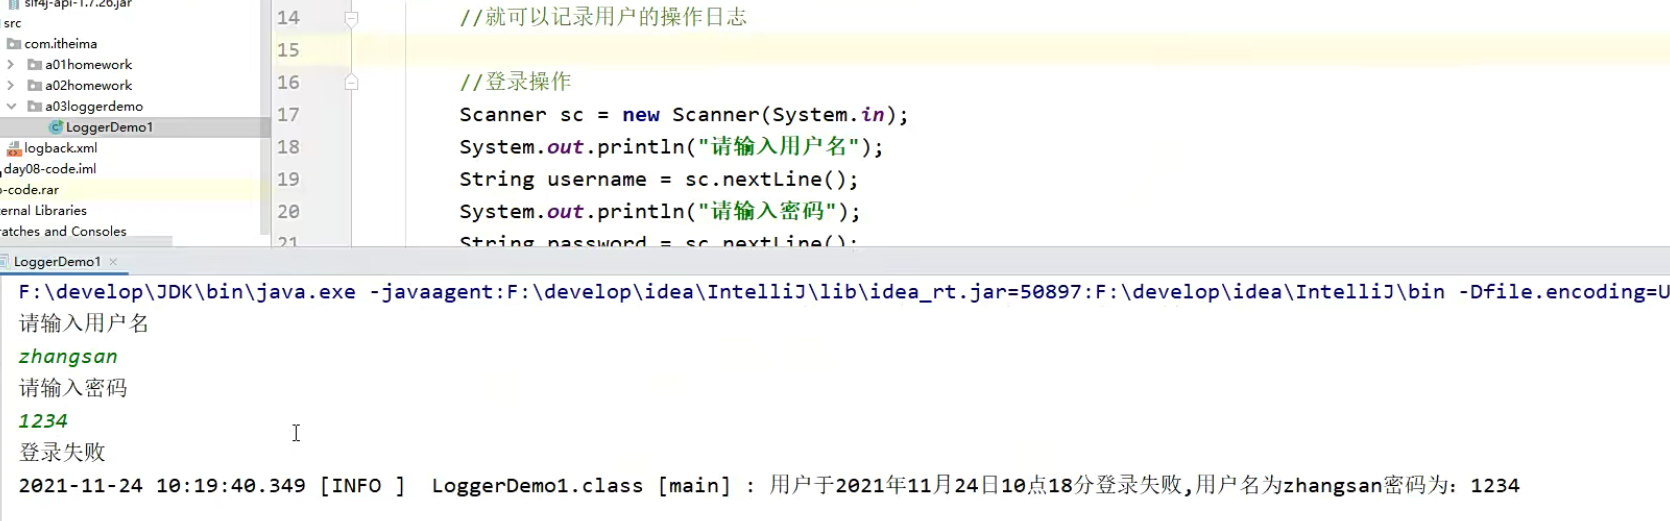 slf4j-api-1.7.26.jar
src
com.itheima
a01homework
a02homework
a03loggerdemo
LoggerDemo1
logback.xml
day08-code.iml
-code.rar
ernal Libraries
ratches and Consoles
14 //就可以记录用户的操作日志
15
16 //登录操作
17 Scanner sc = new Scanner(System.in);
18 System.out.println("请输入用户名");
19 String username = sc.nextLine();
20 System.out.println("请输入密码");
21 String password = sc.nextLine();
LoggerDemo1
F:\develop\JDK\bin\java.exe -javaagent:F:\develop\idea\IntelliJ\lib\idea_rt.jar=50897:F:\develop\idea\IntelliJ\bin -Dfile.encoding=U
请输入用户名
zhangsan
请输入密码
1234
登录失败
2021-11-24 10:19:40.349 [INFO ]  LoggerDemo1.class [main] : 用户于2021年11月24日10点18分登录失败,用户名为zhangsan密码为: 1234